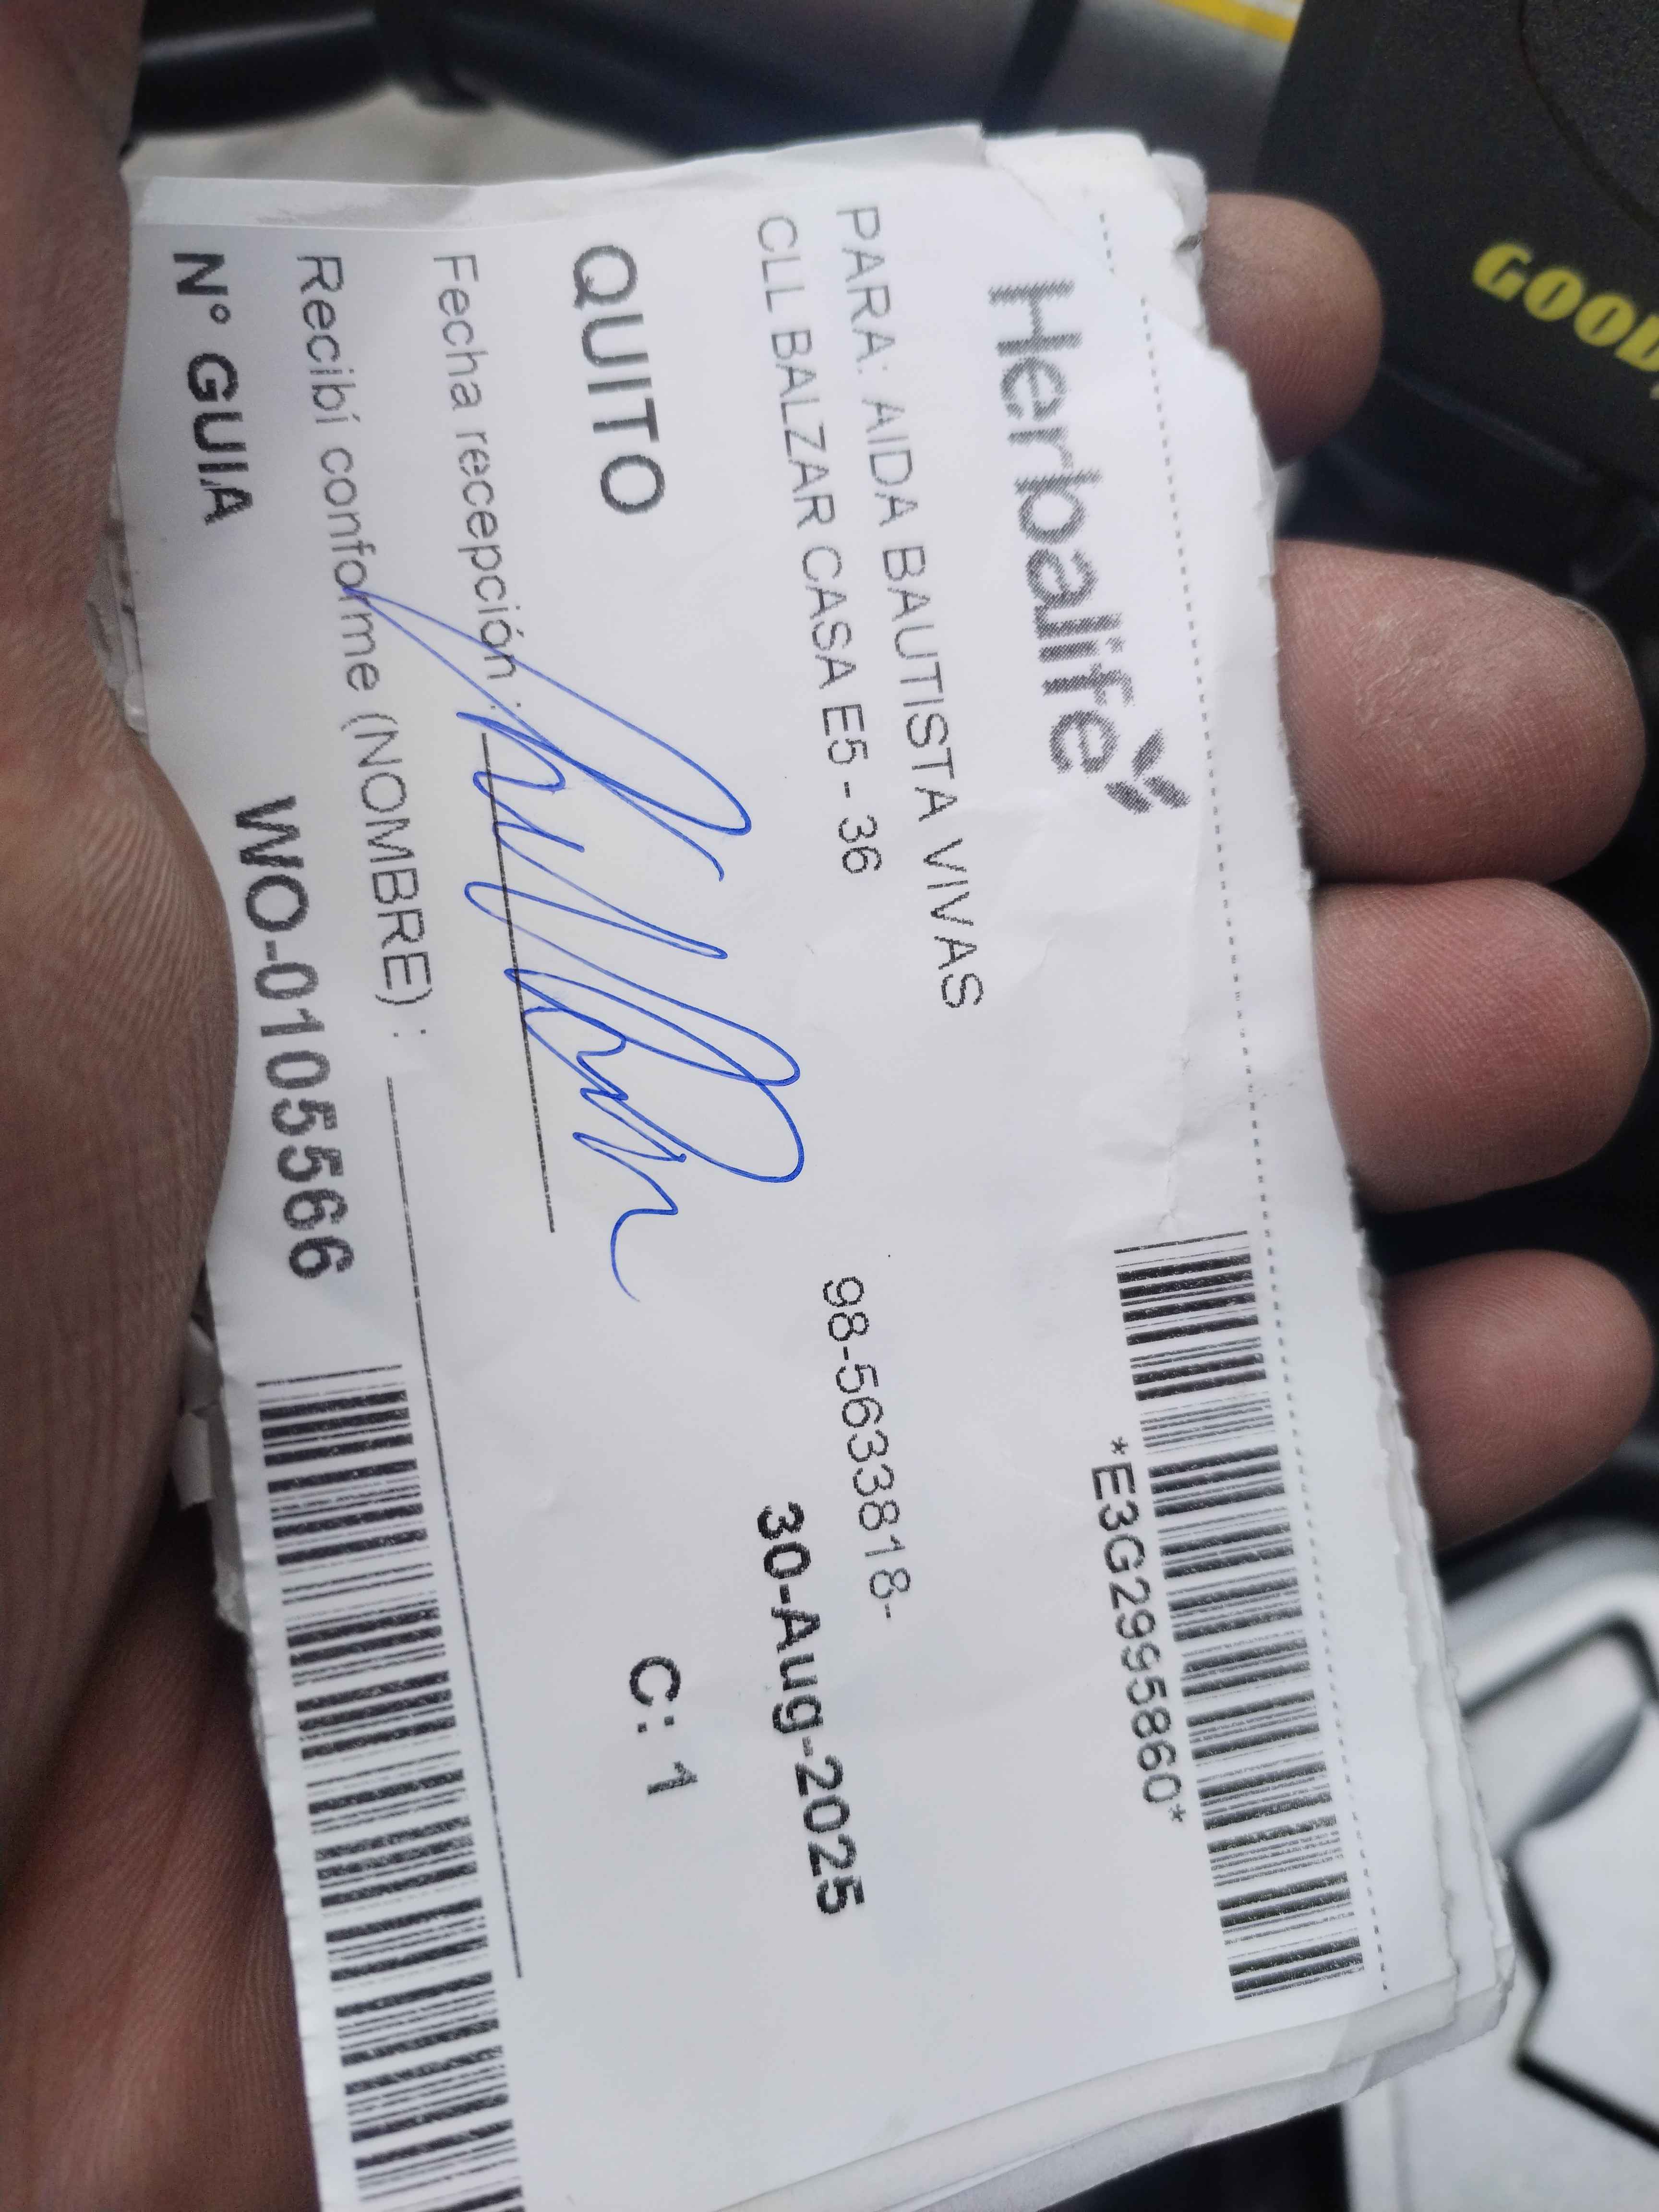 Herbalife
*E3G2995860*
PARA: AIDA BAUTISTA VIVAS
CLL BALZAR CASA E5 - 36
98-5633818-
30-Aug-2025
QUITO
C: 1
Fecha recepción :
Recibí conforme (NOMBRE) :
N° GUIA
WO-0105566
GOOD